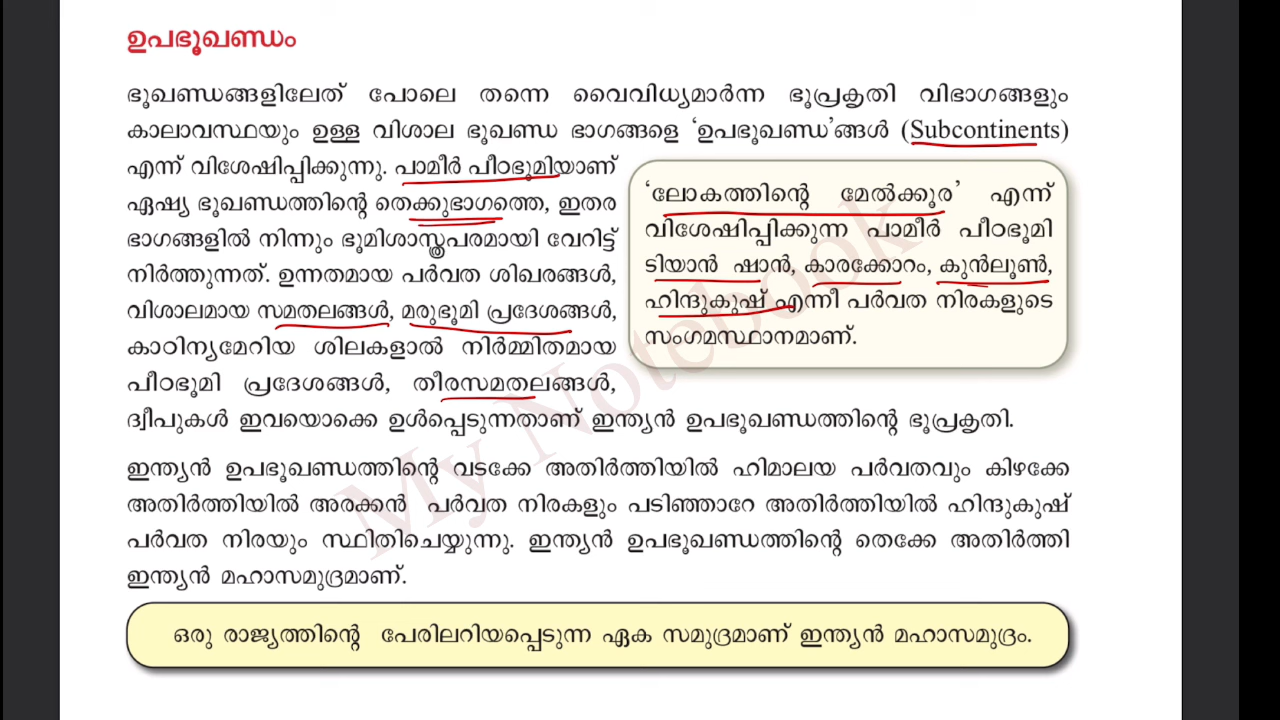 ഉപഭൂഖണ്ഡം
ഭൂഖണ്ഡങ്ങളിലേത് പോലെ തന്നെ വൈവിധ്യമാർന്ന ഭൂപ്രകൃതി വിഭാഗങ്ങളും
കാലാവസ്ഥയും ഉള്ള വിശാല ഭൂഖണ്ഡ ഭാഗങ്ങളെ ‘ഉപഭൂഖണ്ഡ’ങ്ങൾ (Subcontinents)
എന്ന് വിശേഷിപ്പിക്കുന്നു. പാമീർ പീഠഭൂമിയാണ്
ഏഷ്യ ഭൂഖണ്ഡത്തിന്റെ തെക്കുഭാഗത്തെ, ഇതര
ഭാഗങ്ങളിൽ നിന്നും ഭൂമിശാസ്ത്രപരമായി വേറിട്ട്
നിർത്തുന്നത്. ഉന്നതമായ പർവത ശിഖരങ്ങൾ,
വിശാലമായ സമതലങ്ങൾ, മരുഭൂമി പ്രദേശങ്ങൾ,
കാഠിന്യമേറിയ ശിലകളാൽ നിർമ്മിതമായ
പീഠഭൂമി പ്രദേശങ്ങൾ, തീരസമതലങ്ങൾ,
ദ്വീപുകൾ ഇവയൊക്കെ ഉൾപ്പെടുന്നതാണ് ഇന്ത്യൻ ഉപഭൂഖണ്ഡത്തിന്റെ ഭൂപ്രകൃതി.
‘ലോകത്തിന്റെ മേൽക്കൂര’ എന്ന്
വിശേഷിപ്പിക്കുന്ന പാമീർ പീഠഭൂമി
ടിയാൻ ഷാൻ, കാരക്കോറം, കുൻലൂൺ,
ഹിന്ദുകുഷ് എന്നീ പർവത നിരകളുടെ
സംഗമസ്ഥാനമാണ്.
ഇന്ത്യൻ ഉപഭൂഖണ്ഡത്തിന്റെ വടക്കേ അതിർത്തിയിൽ ഹിമാലയ പർവതവും കിഴക്കേ
അതിർത്തിയിൽ അരക്കൻ പർവത നിരകളും പടിഞ്ഞാറേ അതിർത്തിയിൽ ഹിന്ദുകുഷ്
പർവത നിരയും സ്ഥിതിചെയ്യുന്നു. ഇന്ത്യൻ ഉപഭൂഖണ്ഡത്തിന്റെ തെക്കേ അതിർത്തി
ഇന്ത്യൻ മഹാസമുദ്രമാണ്.
ഒരു രാജ്യത്തിന്റെ പേരിലറിയപ്പെടുന്ന ഏക സമുദ്രമാണ് ഇന്ത്യൻ മഹാസമുദ്രം.
My Notebook